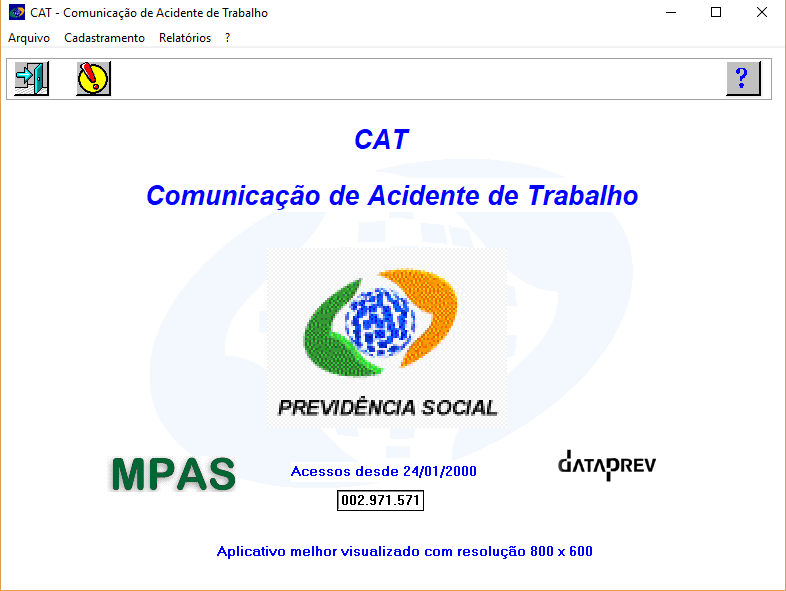 CAT - Comunicação de Acidente de Trabalho
Arquivo Cadastramento Relatórios ?
?
CAT
Comunicação de Acidente de Trabalho
PREVIDÊNCIA SOCIAL
MPAS
Acessos desde 24/01/2000
DATAPREV
002.971.571
Aplicativo melhor visualizado com resolução 800 x 600